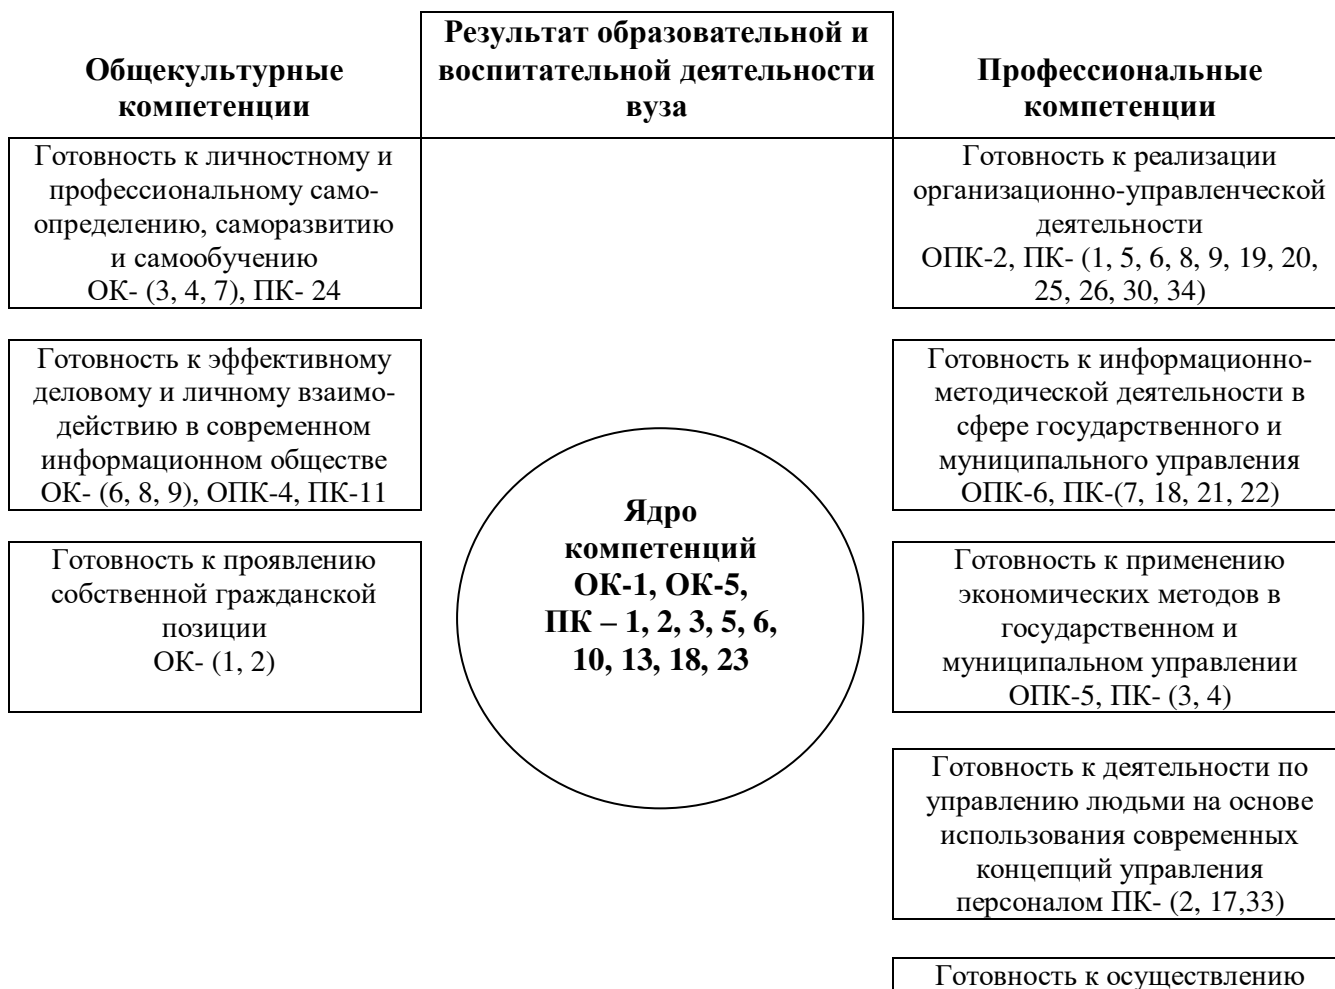 Общекультурные
компетенции
Результат образовательной и
воспитательной деятельности
вуза
Профессиональные
компетенции
Готовность к личностному и
профессиональному само-
определению, саморазвитию
и самообучению
ОК- (3, 4, 7), ПК- 24
Готовность к эффективному
деловому и личному взаимо-
действию в современном
информационном обществе
ОК- (6, 8, 9), ОПК-4, ПК-11
Готовность к проявлению
собственной гражданской
позиции
ОК- (1, 2)
Ядро
компетенций
ОК-1, ОК-5,
ПК – 1, 2, 3, 5, 6,
10, 13, 18, 23
Готовность к реализации
организационно-управленческой
деятельности
ОПК-2, ПК- (1, 5, 6, 8, 9, 19, 20,
25, 26, 30, 34)
Готовность к информационно-
методической деятельности в
сфере государственного и
муниципального управления
ОПК-6, ПК-(7, 18, 21, 22)
Готовность к применению
экономических методов в
государственном и
муниципальном управлении
ОПК-5, ПК- (3, 4)
Готовность к деятельности по
управлению людьми на основе
использования современных
концепций управления
персоналом ПК- (2, 17,33)
Готовность к осуществлению